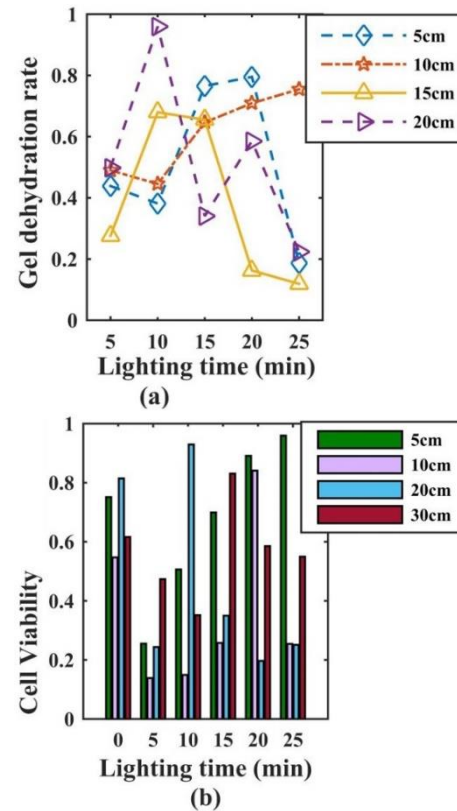 5cm
10cm
15cm
20cm
Gel dehydration rate
1
0.8
0.6
0.4
0.2
0
5 10 15 20 25
Lighting time (min)
(a)
5cm
10cm
20cm
30cm
Cell Viability
1
0.8
0.6
0.4
0.2
0
0 5 10 15 20 25
Lighting time (min)
(b)